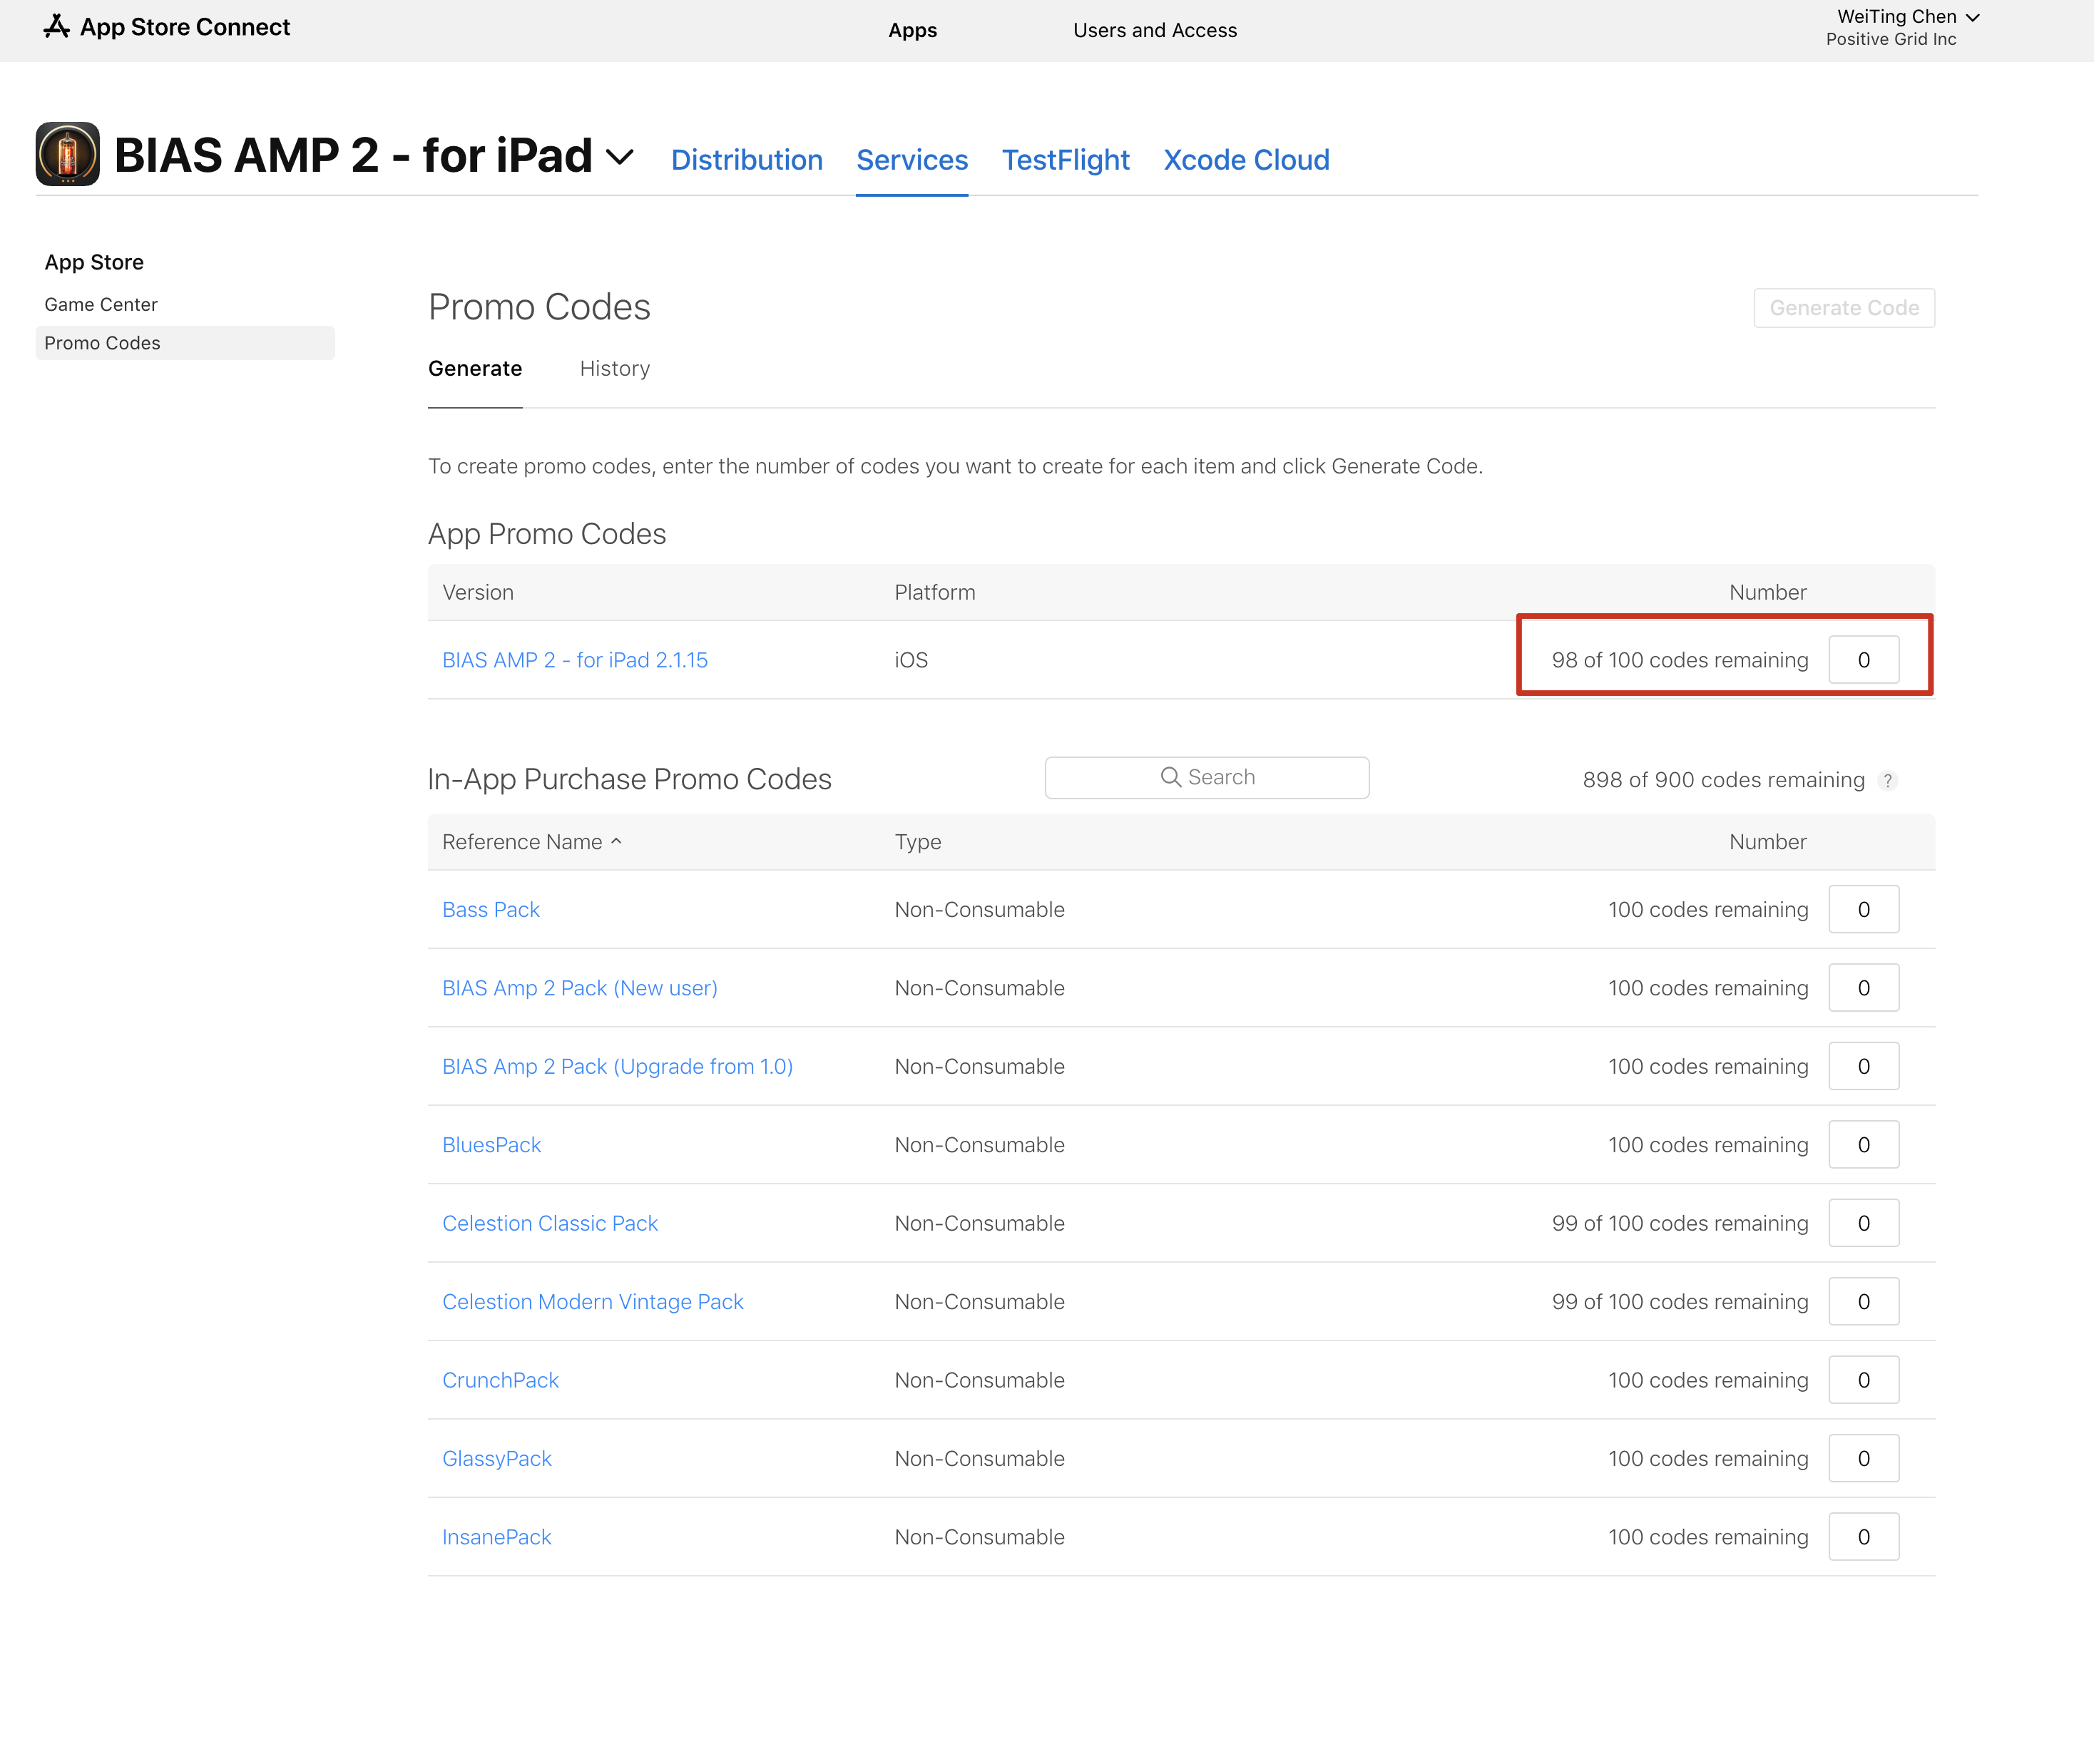 App Store Connect
Apps
Users and Access
WeiTing Chen
Positive Grid Inc
BIAS AMP 2 - for iPad
Distribution
Services
TestFlight
Xcode Cloud
App Store
Game Center
Promo Codes
Promo Codes
Generate Code
Generate
History
To create promo codes, enter the number of codes you want to create for each item and click Generate Code.
App Promo Codes
Version Platform Number
BIAS AMP 2 - for iPad 2.1.15 iOS 98 of 100 codes remaining 0
In-App Purchase Promo Codes Search 898 of 900 codes remaining ?
Reference Name Type Number
Bass Pack Non-Consumable 100 codes remaining 0
BIAS Amp 2 Pack (New user) Non-Consumable 100 codes remaining 0
BIAS Amp 2 Pack (Upgrade from 1.0) Non-Consumable 100 codes remaining 0
BluesPack Non-Consumable 100 codes remaining 0
Celestion Classic Pack Non-Consumable 99 of 100 codes remaining 0
Celestion Modern Vintage Pack Non-Consumable 99 of 100 codes remaining 0
CrunchPack Non-Consumable 100 codes remaining 0
GlassyPack Non-Consumable 100 codes remaining 0
InsanePack Non-Consumable 100 codes remaining 0